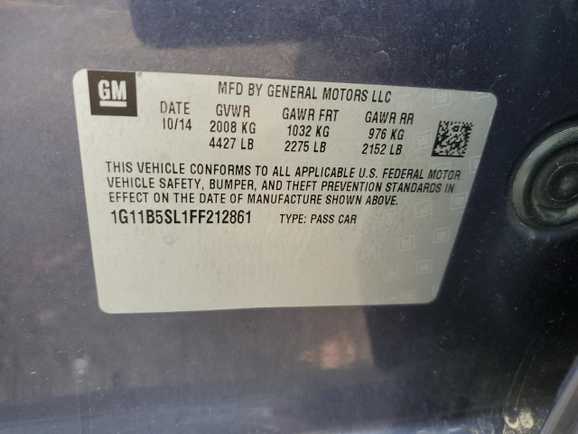 GM
MFD BY GENERAL MOTORS LLC
DATE GVWR GAWR FRT GAWR RR
10/14 2008 KG 1032 KG 976 KG
4427 LB 2275 LB 2152 LB
THIS VEHICLE CONFORMS TO ALL APPLICABLE U.S. FEDERAL MOTOR
VEHICLE SAFETY, BUMPER, AND THEFT PREVENTION STANDARDS IN
EFFECT ON THE DATE OF MANUFACTURE SHOWN ABOVE.
1G11B5SL1FF212861 TYPE: PASS CAR